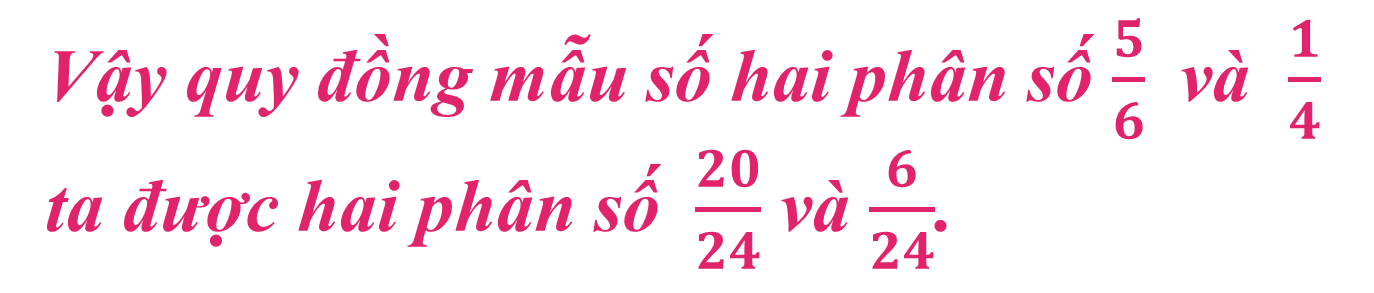 Vậy quy đồng mẫu số hai phân số 5/6 và 1/4
ta được hai phân số 20/24 và 6/24.